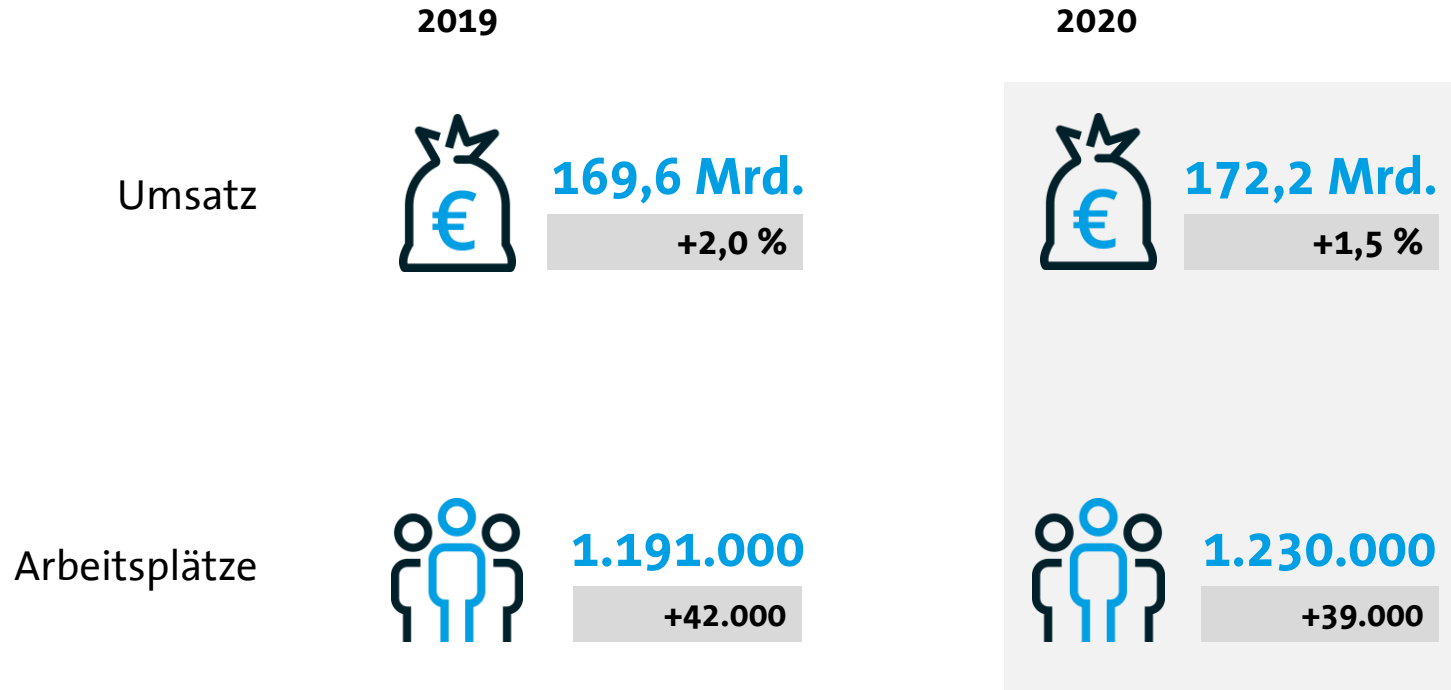 2019 2020
Umsatz € 169,6 Mrd. € 172,2 Mrd.
+2,0 % +1,5 %
Arbeitsplätze 1.191.000 1.230.000
+42.000 +39.000